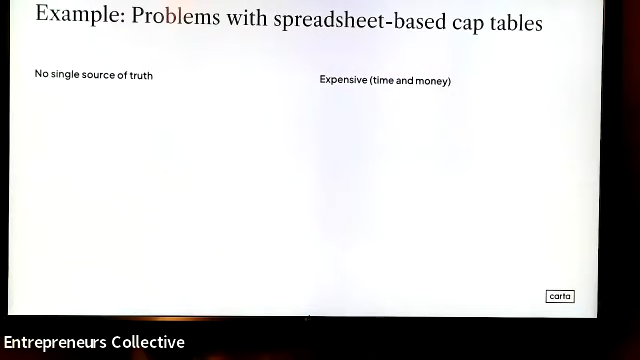 Example: Problems with spreadsheet-based cap tables
No single source of truth
Expensive (time and money)
carta
Entrepreneurs Collective